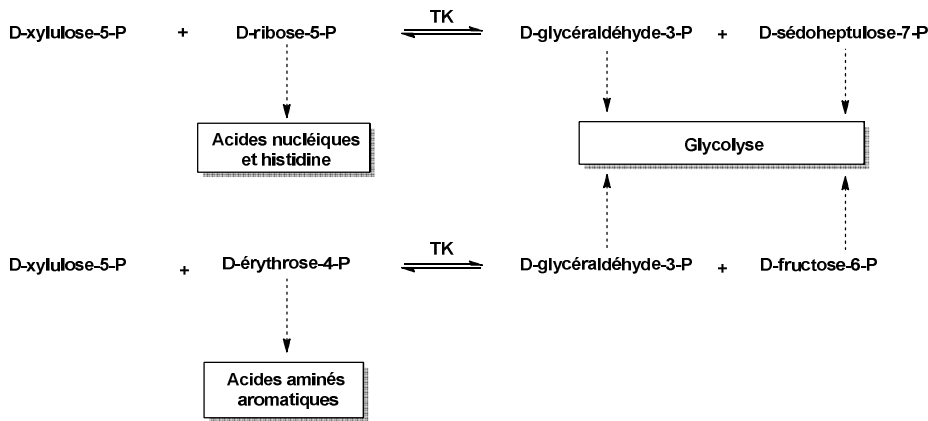 TK
D-xylulose-5-P + D-ribose-5-P D-glycéraldéhyde-3-P + D-sédoheptulose-7-P
Acides nucléiques
et histidine
Glycolyse
TK
D-xylulose-5-P + D-érythrose-4-P D-glycéraldéhyde-3-P + D-fructose-6-P
Acides aminés
aromatiques